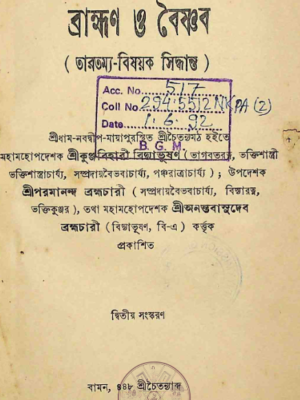 ব্রাহ্মণ ও বৈষ্ণব
( তারতম্য-বিষয়ক সিদ্ধান্ত )
Acc. No. 517
Coll No 294.5512 NK PA (2)
Date 1.6.92
B. G. M.
শ্রীধাম-নবদ্বীপ-মায়াপুরস্থিত শ্রীচৈতন্যমঠ হইতে
মহামহোপদেশক শ্রীকুঞ্জবিহারী বিদ্যাভূষণ (ভাগবতরত্ন, ভক্তিশাস্ত্রী
ভক্তিশাস্ত্রাচার্য্য, সম্প্রদায়বৈভবাচার্য্য, পঞ্চরাত্রাচার্য্য ) ; উপদেশক
শ্রীপরমানন্দ ব্রহ্মচারী ( সম্প্রদায়বৈভবাচার্য্য, বিদ্যারত্ন,
ভক্তিকুঞ্জর ), তথা মহামহোপদেশক শ্রীঅনন্তবাসুদেব
ব্রহ্মচারী ( বিদ্যাভূষণ, বি-এ ) কর্ত্তৃক
প্রকাশিত
দ্বিতীয় সংস্করণ
বামন, ৪৪৮ শ্রীচৈতন্যাব্দ